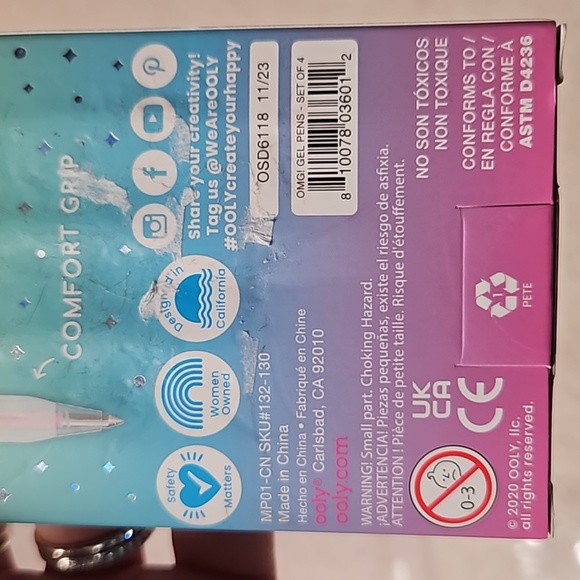 COMFORT GRIP
Share your creativity!
Tag us @WeAreOOLY
#OOLYcreateyourhappy
OSD6118 11/23
OMG! GEL PENS - SET OF 4
8 10078 03601 2
NO SON TÓXICOS
NON TOXIQUE
CONFORMS TO /
EN REGLA CON /
CONFORME À
ASTM D4236
Safety
Matters
Women
Owned
Designed in
California
MP01-CN SKU#132-130
Made in China
Hecho en China • Fabriqué en Chine
ooly® Carlsbad, CA 92010
ooly.com
WARNING! Small part. Choking Hazard.
¡ADVERTENCIA! Piezas pequeñas, existe el riesgo de asfixia.
ATTENTION ! Pièce de petite taille. Risque d'étouffement.
0-3
UK
CA
CE
1
PETE
© 2020 OOLY, llc.
all rights reserved.